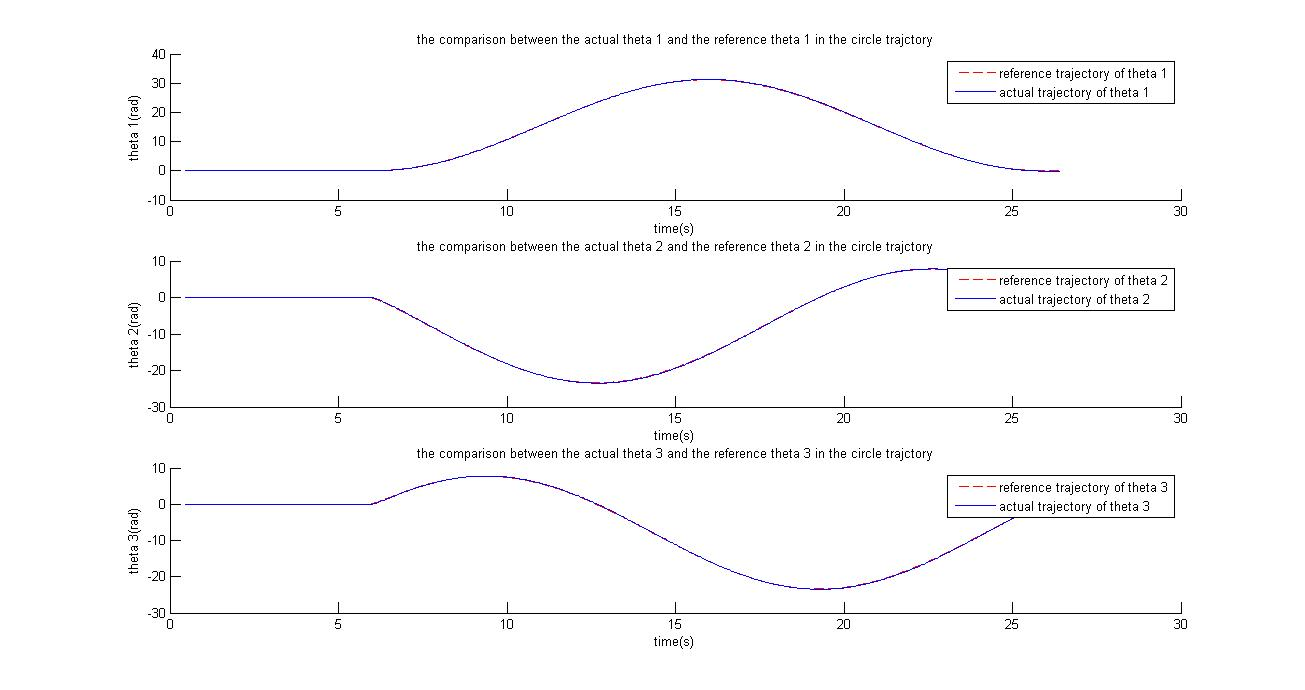 the comparison between the actual theta 1 and the reference theta 1 in the circle trajctory
40
30
20
10
0
-10
theta 1(rad)
reference trajectory of theta 1
actual trajectory of theta 1
0 5 10 15 20 25 30
time(s)
the comparison between the actual theta 2 and the reference theta 2 in the circle trajctory
10
0
-10
-20
-30
theta 2(rad)
reference trajectory of theta 2
actual trajectory of theta 2
0 5 10 15 20 25 30
time(s)
the comparison between the actual theta 3 and the reference theta 3 in the circle trajctory
10
0
-10
-20
-30
theta 3(rad)
reference trajectory of theta 3
actual trajectory of theta 3
0 5 10 15 20 25 30
time(s)